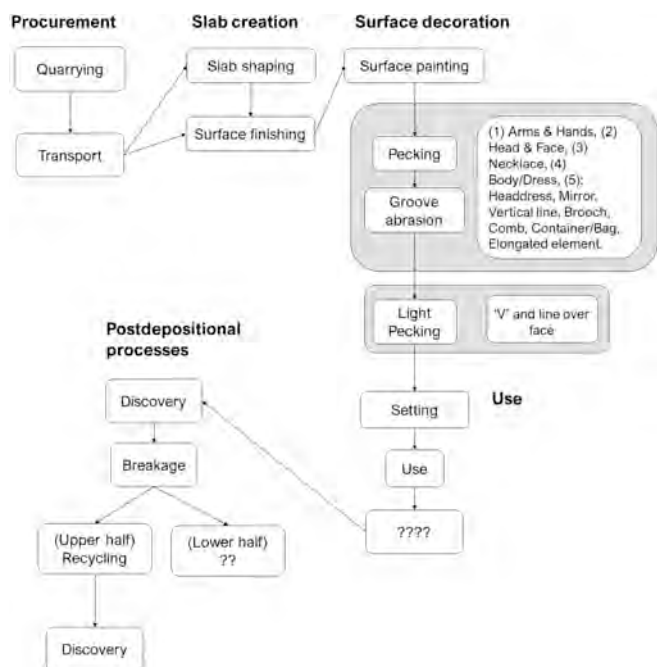 Procurement
Slab creation
Surface decoration
Quarrying
Transport
Slab shaping
Surface finishing
Surface painting
Pecking
Groove
abrasion
(1) Arms & Hands, (2)
Head & Face, (3)
Necklace, (4)
Body/Dress, (5):
Headdress, Mirror,
Vertical line, Brooch,
Comb, Container/Bag,
Elongated element.
Light
Pecking
'V' and line over
face
Use
Setting
Use
????
Postdepositional
processes
Discovery
Breakage
(Upper half)
Recycling
(Lower half)
??
Discovery